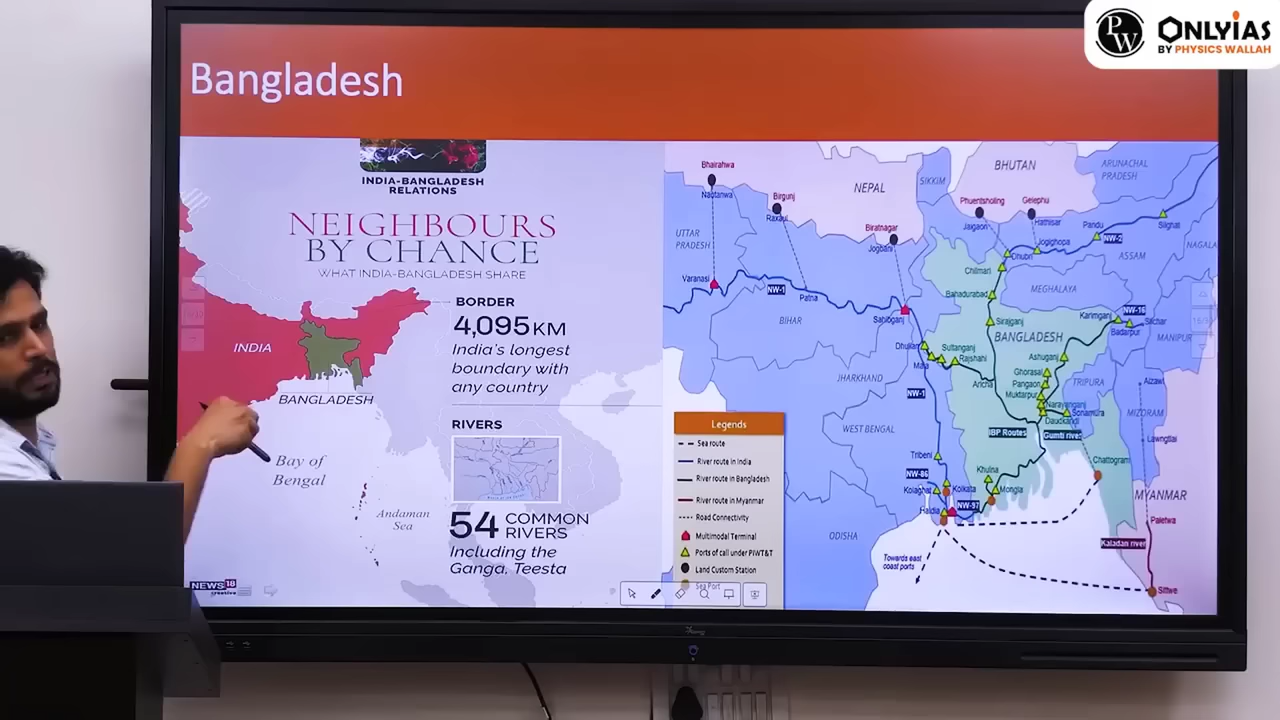 PW
ONLYIAS
BY PHYSICS WALLAH
Bangladesh
INDIA-BANGLADESH
RELATIONS
NEIGHBOURS
BY CHANCE
WHAT INDIA-BANGLADESH SHARE
BORDER
4,095 KM
India's longest
boundary with
any country
RIVERS
54 COMMON
RIVERS
Including the
Ganga, Teesta
INDIA
BANGLADESH
Bay of
Bengal
Andaman
Sea
NEWS18
creative
Bhairahwa
Nautanwa
Birgunj
Raxaul
NEPAL
Biratnagar
Jogbani
SIKKIM
BHUTAN
Phuentsholing
Jaigaon
Gelephu
Hathisar
ARUNACHAL
PRADESH
UTTAR
PRADESH
Varanasi
NW-1
Patna
BIHAR
Sahibganj
Jogighopa
Pandu
NW-2
Silghat
ASSAM
NAGALA
Dhubri
Chilmari
Bahadurabad
MEGHALAYA
Sirajganj
BANGLADESH
Karimganj
NW-16
Silchar
Badarpur
MANIPUR
Dhulian
Maia
Sultanganj
Rajshahi
Aricha
Ashuganj
Ghorasal
Pangaon
Muktarpur
Narayanganj
Daudkandi
Sonamura
TRIPURA
Aizawl
MIZORAM
Lawngtlai
JHARKHAND
NW-1
WEST BENGAL
IBP Routes
Gumti river
Tribeni
Chattogram
NW-86
Kolaghat
Kolkata
Khulna
Mongla
Haldia
NW-97
MYANMAR
Paletwa
Kaladan river
Sittwe
ODISHA
Towards east
coast ports
Legends
Sea route
River route in India
River route in Bangladesh
River route in Myanmar
Road Connectivity
Multimodal Terminal
Ports of call under PIWT&T
Land Custom Station
Sea Port